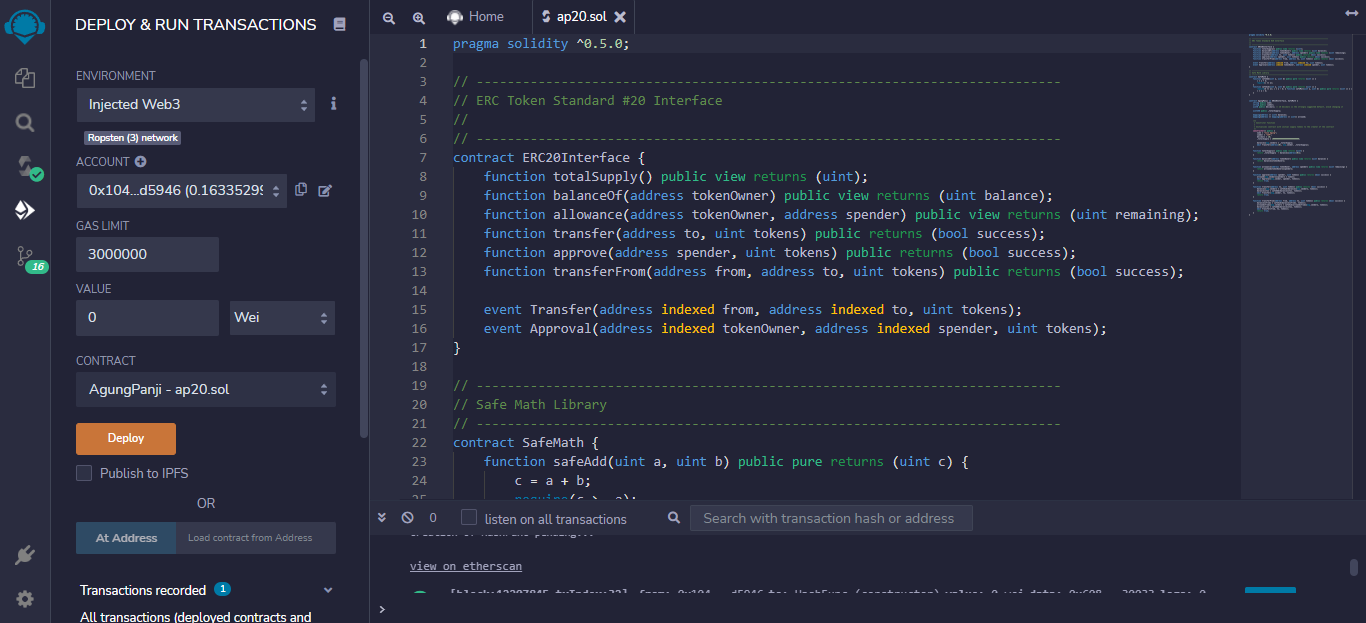 DEPLOY & RUN TRANSACTIONS
ENVIRONMENT
Injected Web3
Ropsten (3) network
ACCOUNT
0x104...d5946 (0.16335299
GAS LIMIT
3000000
VALUE
0
Wei
CONTRACT
AgungPanji - ap20.sol
Deploy
Publish to IPFS
OR
At Address
Load contract from Address
Transactions recorded 1
All transactions (deployed contracts and
16
Home
ap20.sol
1 pragma solidity ^0.5.0;
2
3 // ----------------------------------------------------------------------------
4 // ERC Token Standard #20 Interface
5 //
6 // ----------------------------------------------------------------------------
7 contract ERC20Interface {
8 function totalSupply() public view returns (uint);
9 function balanceOf(address tokenOwner) public view returns (uint balance);
10 function allowance(address tokenOwner, address spender) public view returns (uint remaining);
11 function transfer(address to, uint tokens) public returns (bool success);
12 function approve(address spender, uint tokens) public returns (bool success);
13 function transferFrom(address from, address to, uint tokens) public returns (bool success);
14
15 event Transfer(address indexed from, address indexed to, uint tokens);
16 event Approval(address indexed tokenOwner, address indexed spender, uint tokens);
17 }
18
19 // ----------------------------------------------------------------------------
20 // Safe Math Library
21 // ----------------------------------------------------------------------------
22 contract SafeMath {
23 function safeAdd(uint a, uint b) public pure returns (uint c) {
24 c = a + b;
0
listen on all transactions
Search with transaction hash or address
view on etherscan
>